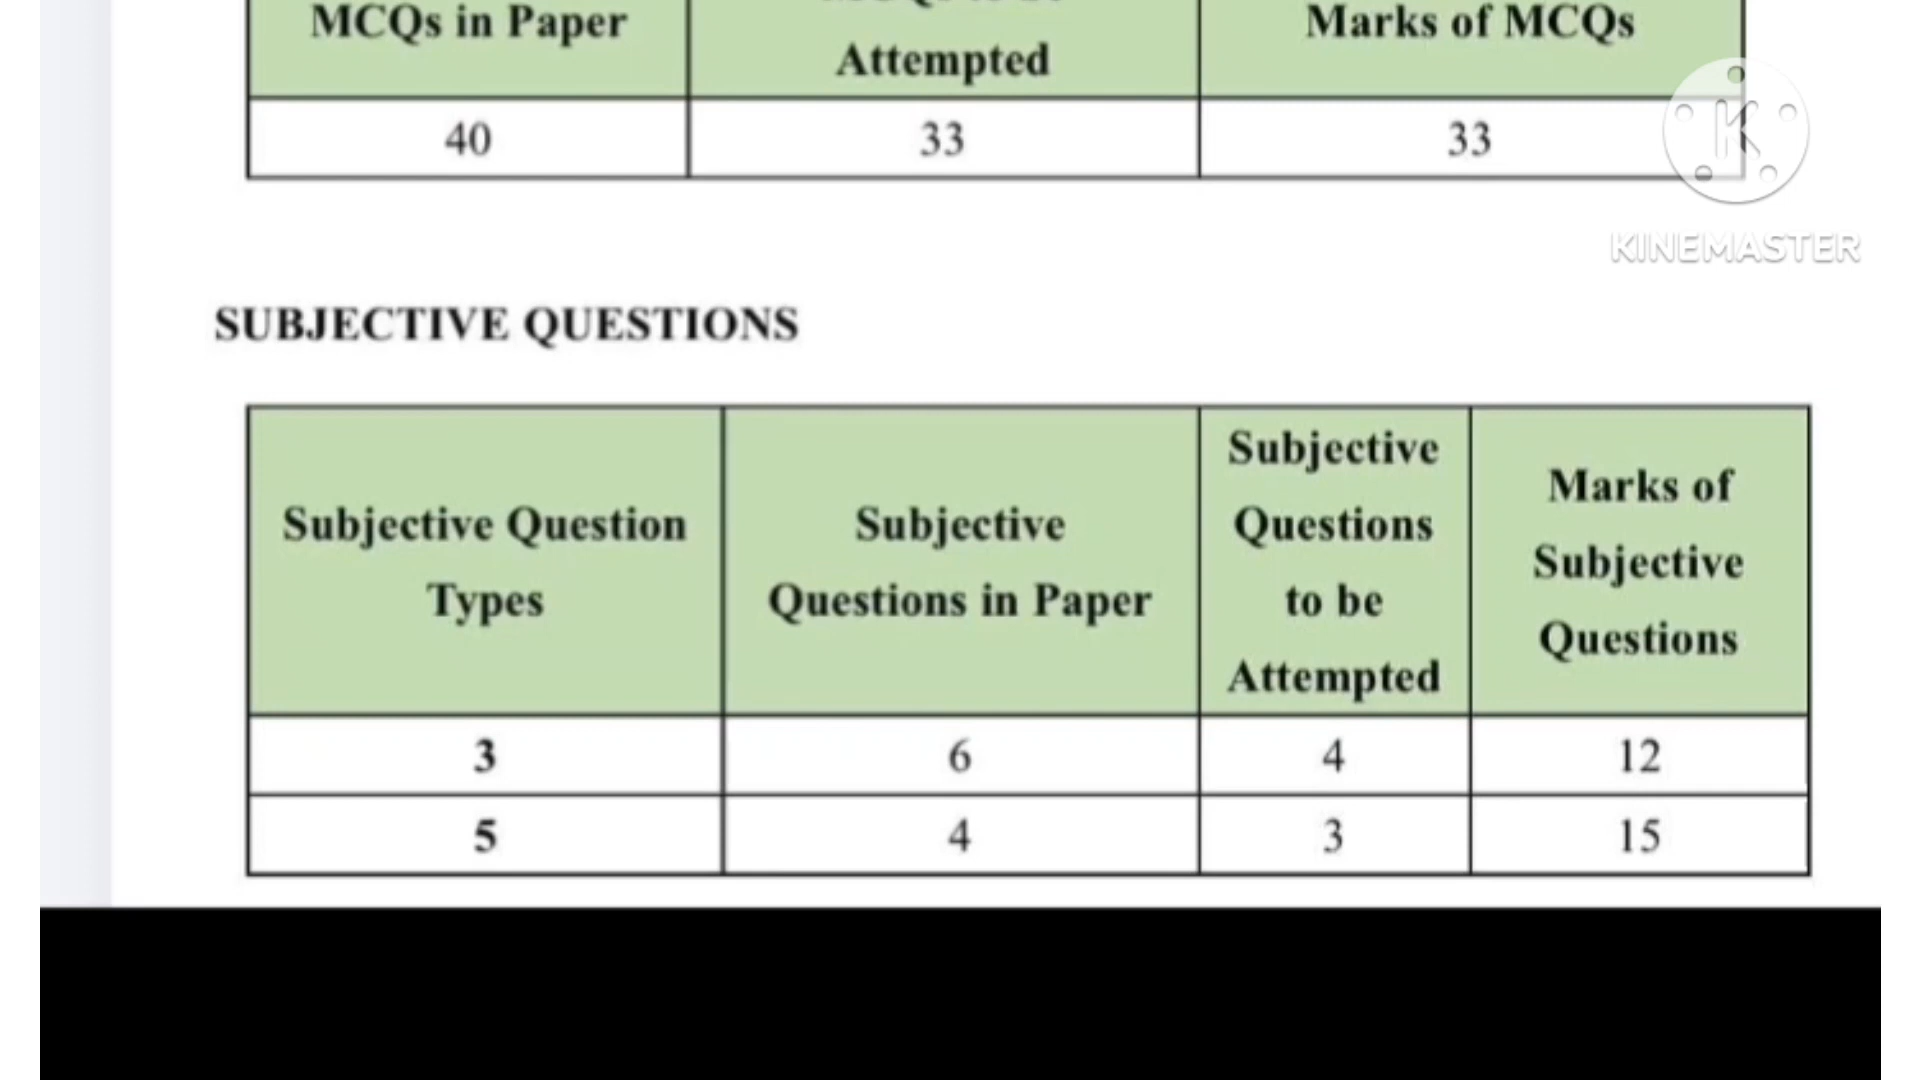 MCQs in Paper
Attempted
Marks of MCQs
40 33 33
KINEMASTER
SUBJECTIVE QUESTIONS
Subjective Question
Types
Subjective
Questions in Paper
Subjective
Questions
to be
Attempted
Marks of
Subjective
Questions
3 6 4 12
5 4 3 15